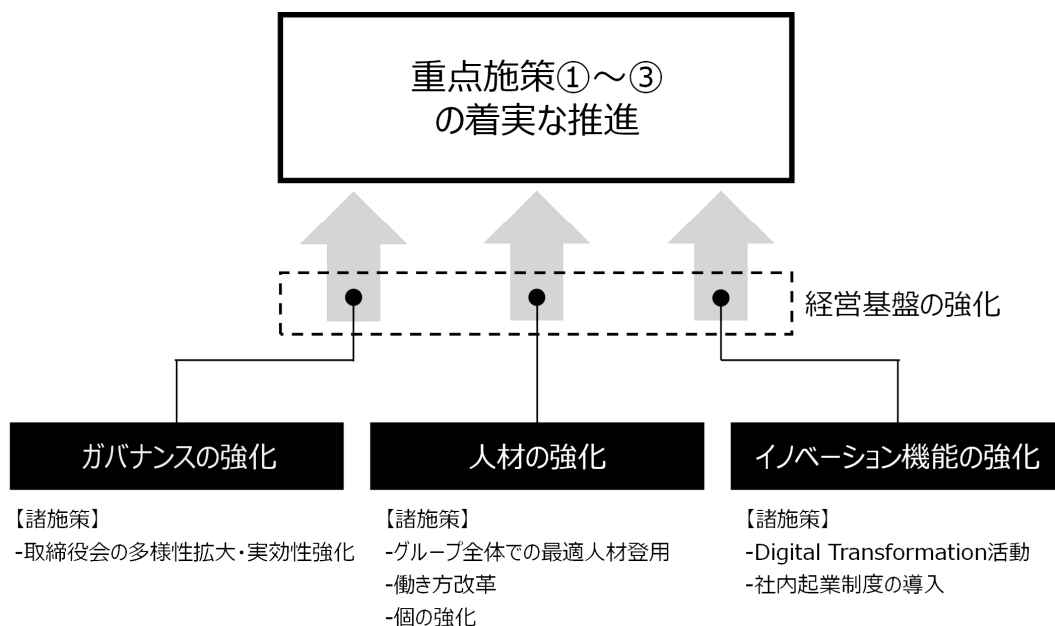 重点施策①～③
の着実な推進
経営基盤の強化
ガバナンスの強化
【諸施策】
-取締役会の多様性拡大・実効性強化
人材の強化
【諸施策】
-グループ全体での最適人材登用
-働き方改革
-個の強化
イノベーション機能の強化
【諸施策】
-Digital Transformation活動
-社内起業制度の導入